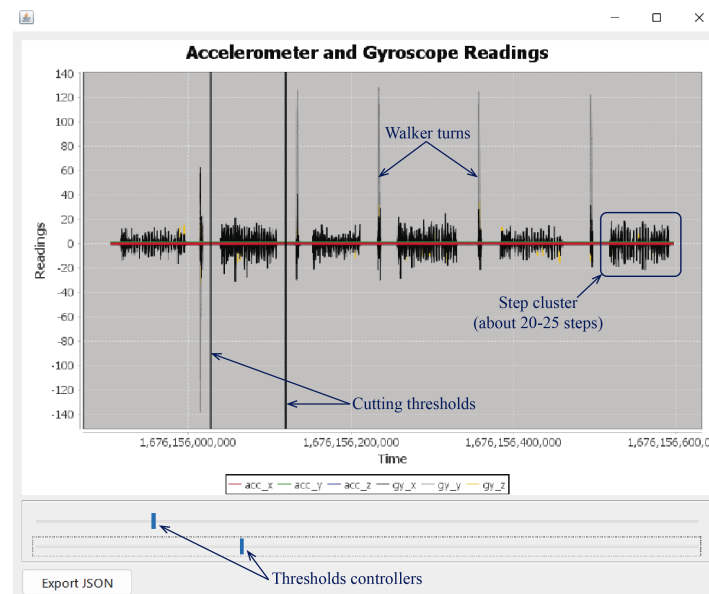 Accelerometer and Gyroscope Readings
140
120
100
80
60
40
20
0
-20
-40
-60
-80
-100
-120
-140
Readings
Walker turns
Step cluster
(about 20-25 steps)
Cutting thresholds
1,676,156,000,000
1,676,156,200,000
1,676,156,400,000
1,676,156,600,0
Time
acc_x acc_y acc_z gy_x gy_y gy_z
Thresholds controllers
Export JSON